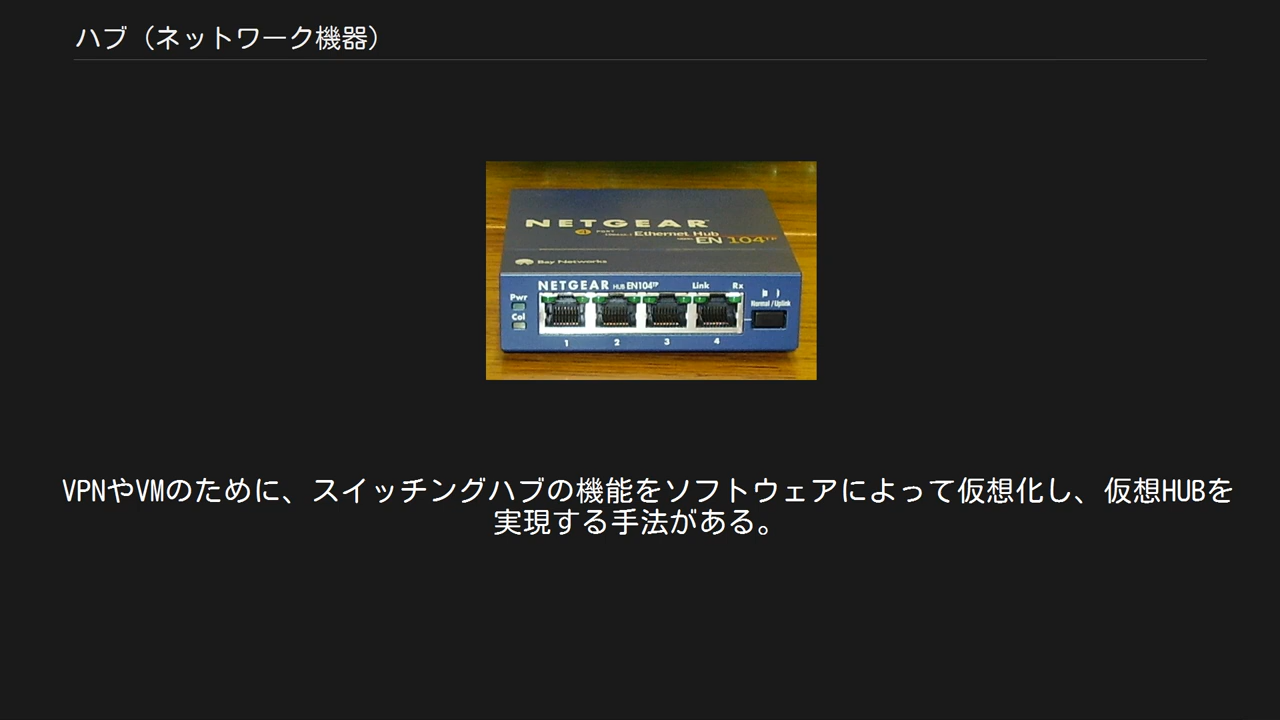 ハブ（ネットワーク機器）
NETGEAR
Ethernet Hub
EN 104TP
Bay Networks
NETGEAR HUB EN104TP Link Rx
Pwr
Normal/Uplink
Col
1 2 3 4
VPNやVMのために、スイッチングハブの機能をソフトウェアによって仮想化し、仮想HUBを
実現する手法がある。